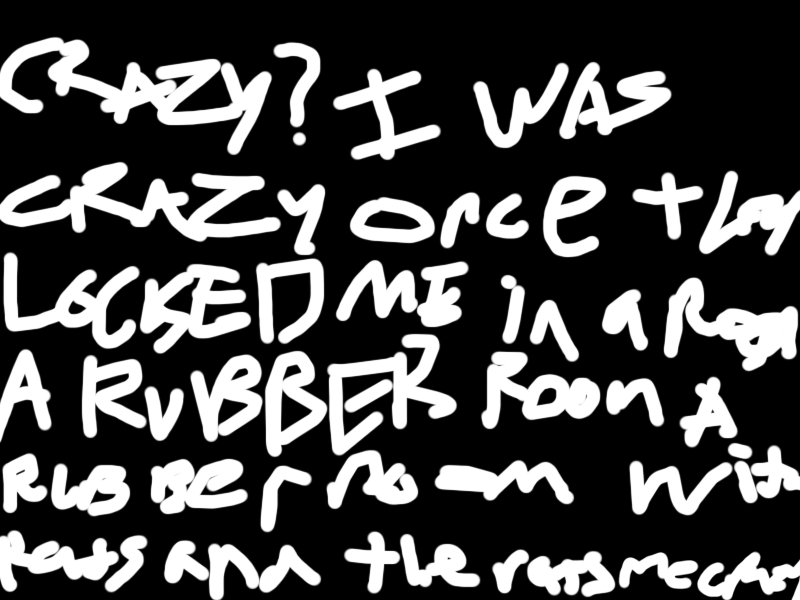 CRAZY? I WAS
CRAZY once they
LOCKED ME in a Room
A RUBBER Room A
RUBBER room With
Rats and the rats me crazy